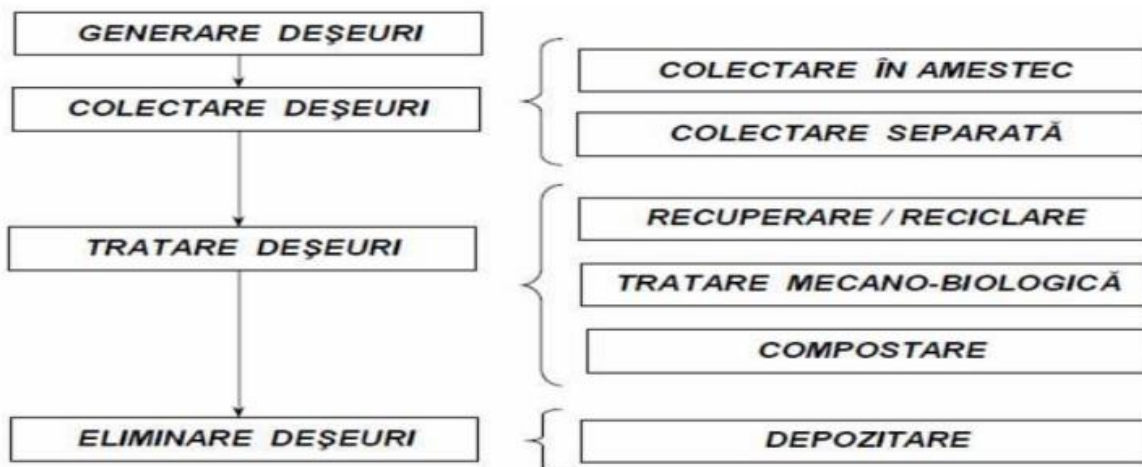 GENERARE DEŞEURI
COLECTARE DEŞEURI
COLECTARE ÎN AMESTEC
COLECTARE SEPARATĂ
TRATARE DEŞEURI
RECUPERARE / RECICLARE
TRATARE MECANO-BIOLOGICĂ
COMPOSTARE
ELIMINARE DEŞEURI
DEPOZITARE